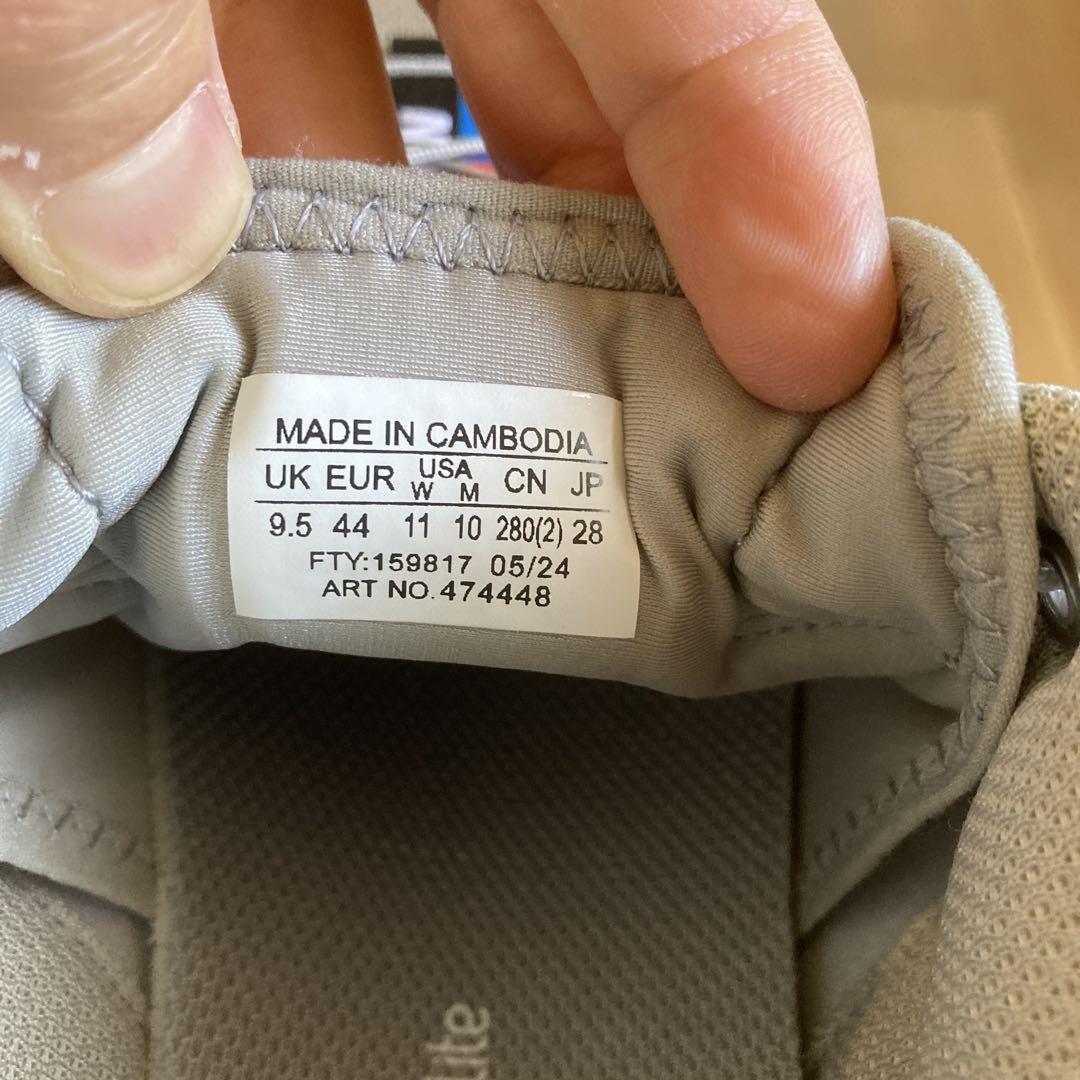 MADE IN CAMBODIA
UK EUR USA W M CN JP
9.5 44 11 10 280(2) 28
FTY:159817 05/24
ART NO.474448